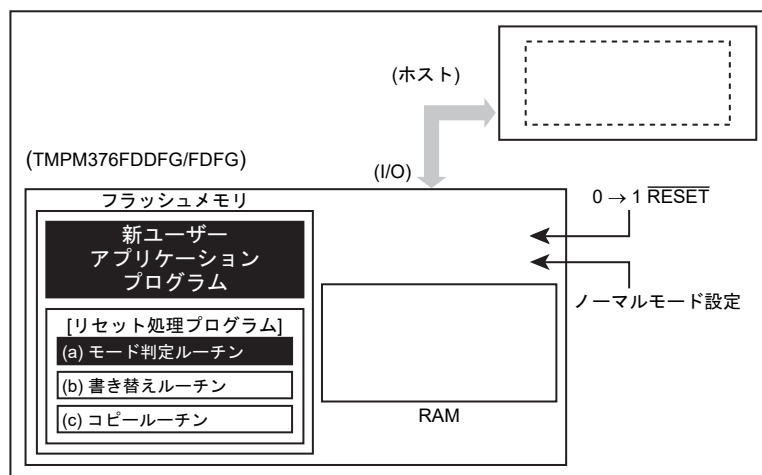 (ホスト)
(TMPM376FDDFG/FDFG)
(I/O)
フラッシュメモリ
0 → 1 RESET
新ユーザー
アプリケーション
プログラム
ノーマルモード設定
[リセット処理プログラム]
(a) モード判定ルーチン
(b) 書き替えルーチン
(c) コピールーチン
RAM